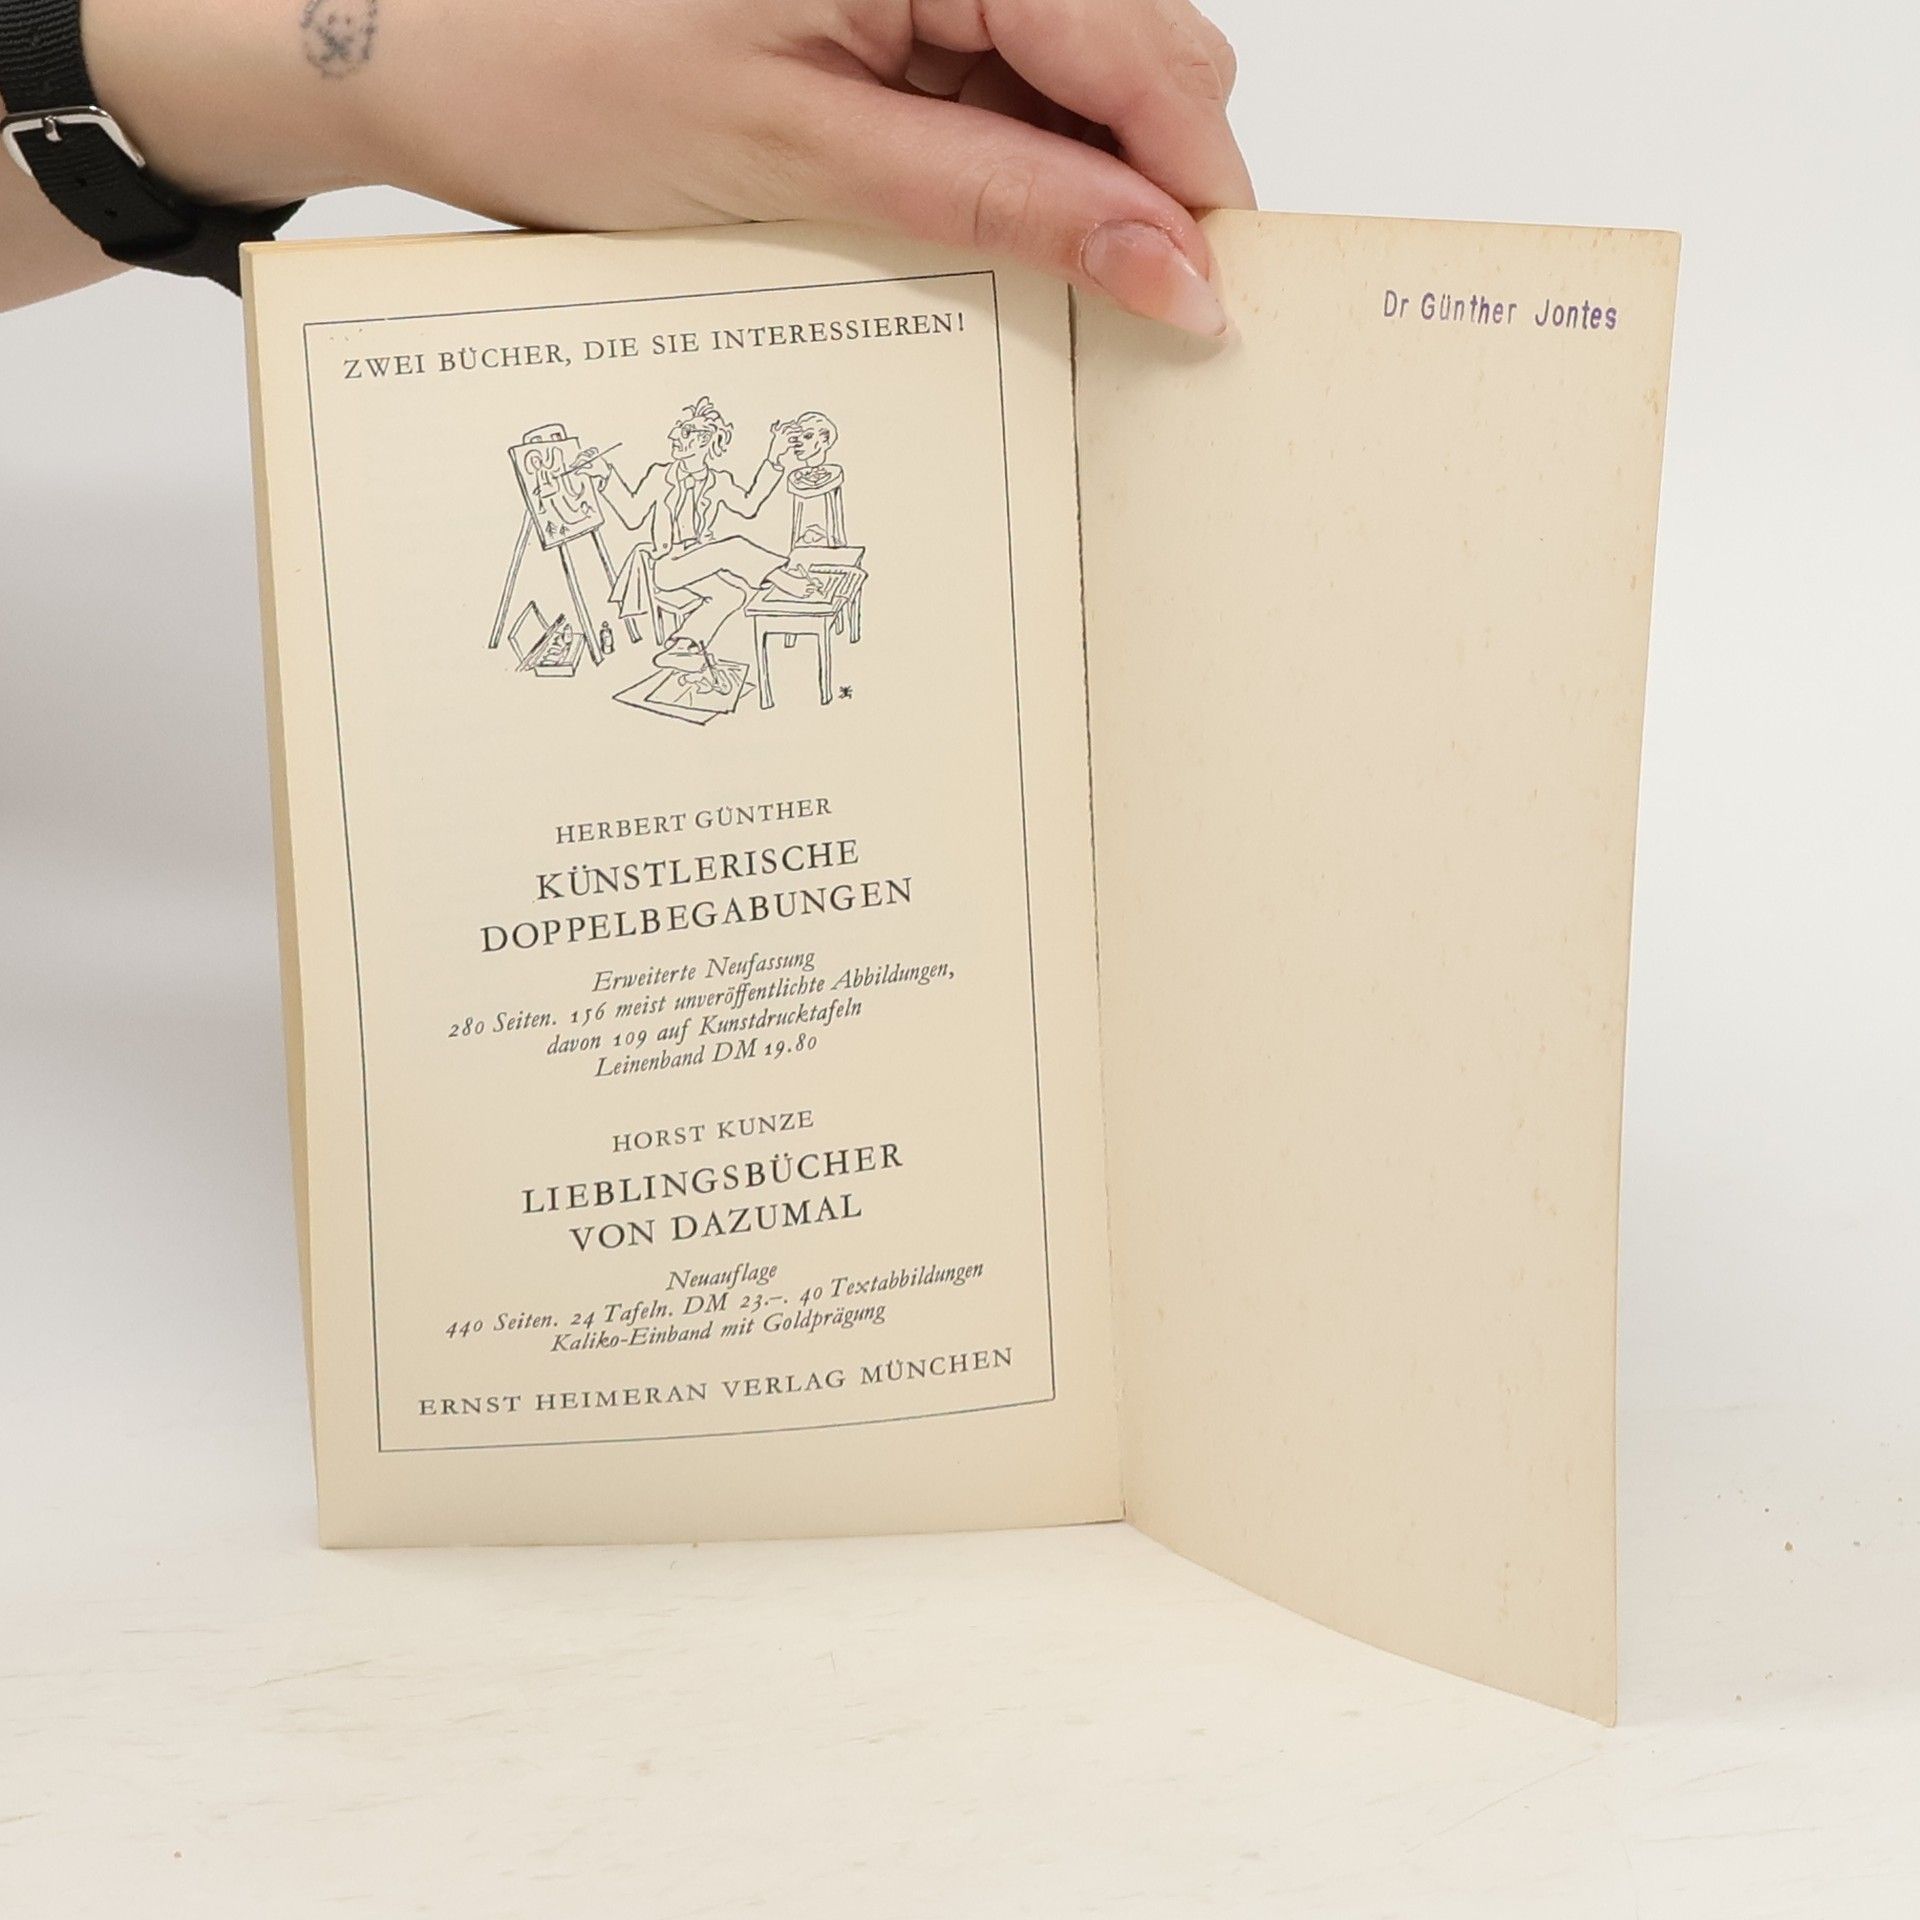 ZWEI BÜCHER, DIE SIE INTERESSIEREN!
HERBERT GÜNTHER
KÜNSTLERISCHE
DOPPELBEGABUNGEN
Erweiterte Neufassung
280 Seiten. 156 meist unveröffentlichte Abbildungen,
davon 109 auf Kunstdrucktafeln
Leinenband DM 19.80
HORST KUNZE
LIEBLINGSBÜCHER
VON DAZUMAL
Neuauflage
440 Seiten. 24 Tafeln. DM 23.–. 40 Textabbildungen
Kaliko-Einband mit Goldprägung
ERNST HEIMERAN VERLAG MÜNCHEN
Dr Günther Jontes